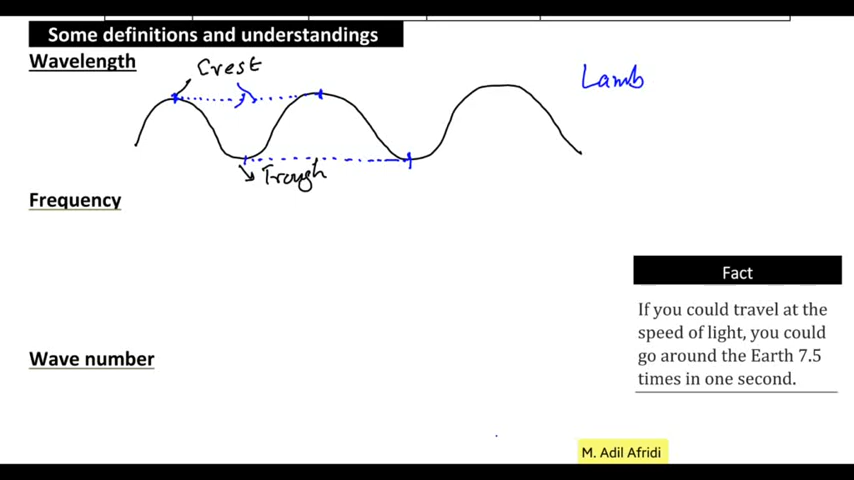 Some definitions and understandings
Wavelength
Crest
Lamb
Trough
Frequency
Fact
If you could travel at the
speed of light, you could
go around the Earth 7.5
times in one second.
Wave number
M. Adil Afridi